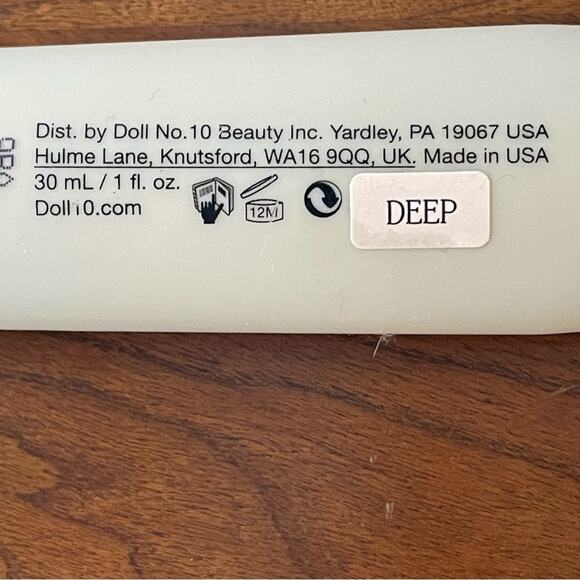 Dist. by Doll No.10 Beauty Inc. Yardley, PA 19067 USA
Hulme Lane, Knutsford, WA16 9QQ, UK. Made in USA
30 mL / 1 fl. oz.
Doll10.com
12M
DEEP